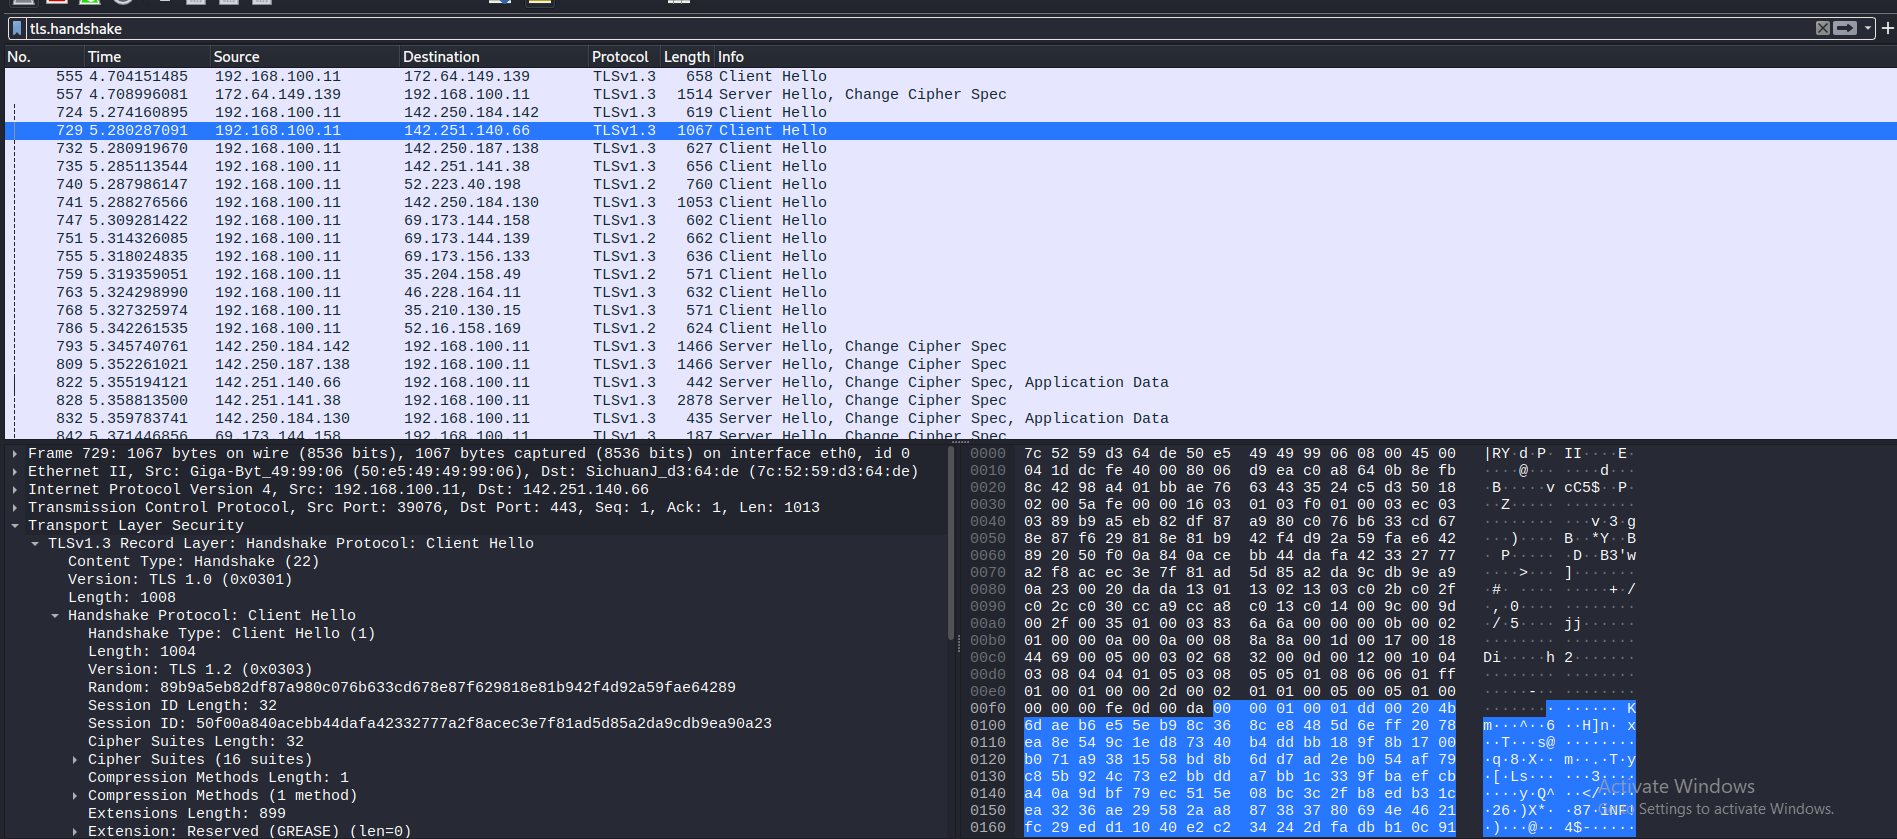 tls.handshake
No. Time Source Destination Protocol Length Info
555 4.704151485 192.168.100.11 172.64.149.139 TLSv1.3 658 Client Hello
557 4.708996081 172.64.149.139 192.168.100.11 TLSv1.3 1514 Server Hello, Change Cipher Spec
724 5.274160895 192.168.100.11 142.250.184.142 TLSv1.3 619 Client Hello
729 5.280287091 192.168.100.11 142.251.140.66 TLSv1.3 1067 Client Hello
732 5.280919670 192.168.100.11 142.250.187.138 TLSv1.3 627 Client Hello
735 5.285113544 192.168.100.11 142.251.141.38 TLSv1.3 656 Client Hello
740 5.287986147 192.168.100.11 52.223.40.198 TLSv1.2 760 Client Hello
741 5.288276566 192.168.100.11 142.250.184.130 TLSv1.3 1053 Client Hello
747 5.309281422 192.168.100.11 69.173.144.158 TLSv1.3 602 Client Hello
751 5.314326085 192.168.100.11 69.173.144.139 TLSv1.2 662 Client Hello
755 5.318024835 192.168.100.11 69.173.156.133 TLSv1.3 636 Client Hello
759 5.319359051 192.168.100.11 35.204.158.49 TLSv1.2 571 Client Hello
763 5.324298990 192.168.100.11 46.228.164.11 TLSv1.3 632 Client Hello
768 5.327325974 192.168.100.11 35.210.130.15 TLSv1.3 571 Client Hello
786 5.342261535 192.168.100.11 52.16.158.169 TLSv1.2 624 Client Hello
793 5.345740761 142.250.184.142 192.168.100.11 TLSv1.3 1466 Server Hello, Change Cipher Spec
809 5.352261021 142.250.187.138 192.168.100.11 TLSv1.3 1466 Server Hello, Change Cipher Spec
822 5.355194121 142.251.140.66 192.168.100.11 TLSv1.3 442 Server Hello, Change Cipher Spec, Application Data
828 5.358813500 142.251.141.38 192.168.100.11 TLSv1.3 2878 Server Hello, Change Cipher Spec
832 5.359783741 142.250.184.130 192.168.100.11 TLSv1.3 435 Server Hello, Change Cipher Spec, Application Data
842 5.371446856 69.173.144.158 192.168.100.11 TLSv1.3 187 Server Hello, Change Cipher Spec
Frame 729: 1067 bytes on wire (8536 bits), 1067 bytes captured (8536 bits) on interface eth0, id 0
Ethernet II, Src: Giga-Byt_49:99:06 (50:e5:49:49:99:06), Dst: SichuanJ_d3:64:de (7c:52:59:d3:64:de)
Internet Protocol Version 4, Src: 192.168.100.11, Dst: 142.251.140.66
Transmission Control Protocol, Src Port: 39076, Dst Port: 443, Seq: 1, Ack: 1, Len: 1013
Transport Layer Security
TLSv1.3 Record Layer: Handshake Protocol: Client Hello
Content Type: Handshake (22)
Version: TLS 1.0 (0x0301)
Length: 1008
Handshake Protocol: Client Hello
Handshake Type: Client Hello (1)
Length: 1004
Version: TLS 1.2 (0x0303)
Random: 89b9a5eb82df87a980c076b633cd678e87f629818e81b942f4d92a59fae64289
Session ID Length: 32
Session ID: 50f00a840acebb44dafa42332777a2f8acec3e7f81ad5d85a2da9cdb9ea90a23
Cipher Suites Length: 32
Cipher Suites (16 suites)
Compression Methods Length: 1
Compression Methods (1 method)
Extensions Length: 899
Extension: Reserved (GREASE) (len=0)
0000 7c 52 59 d3 64 de 50 e5 49 49 99 06 08 00 45 00
0010 04 1d dc fe 40 00 80 06 d9 ea c0 a8 64 0b 8e fb
0020 8c 42 98 a4 01 bb ae 76 63 43 35 24 c5 d3 50 18
0030 02 00 5a fe 00 00 16 03 01 03 f0 01 00 03 ec 03
0040 03 89 b9 a5 eb 82 df 87 a9 80 c0 76 b6 33 cd 67
0050 8e 87 f6 29 81 8e 81 b9 42 f4 d9 2a 59 fa e6 42
0060 89 20 50 f0 0a 84 0a ce bb 44 da fa 42 33 27 77
0070 a2 f8 ac ec 3e 7f 81 ad 5d 85 a2 da 9c db 9e a9
0080 0a 23 00 20 da da 13 01 13 02 13 03 c0 2b c0 2f
0090 c0 2c c0 30 cc a9 cc a8 c0 13 c0 14 00 9c 00 9d
00a0 00 2f 00 35 01 00 03 83 6a 6a 00 00 00 0b 00 02
00b0 01 00 00 0a 00 0a 00 08 8a 8a 00 1d 00 17 00 18
00c0 44 69 00 05 00 03 02 68 32 00 0d 00 12 00 10 04
00d0 03 08 04 04 01 05 03 08 05 05 01 08 06 06 01 ff
00e0 01 00 01 00 00 2d 00 02 01 01 00 05 00 05 01 00
00f0 00 00 00 fe 0d 00 da 00 00 01 00 01 dd 00 20 4b
0100 6d ae b6 e5 5e b9 8c 36 8c e8 48 5d 6e ff 20 78
0110 ea 8e 54 9c 1e d8 73 40 b4 dd bb 18 9f 8b 17 00
0120 b0 71 a9 38 15 58 bd 8b 6d d7 ad 2e b0 54 af 79
0130 c8 5b 92 4c 73 e2 bb dd a7 bb 1c 33 9f ba ef cb
0140 a4 0a 9d bf 79 ec 51 5e 08 bc 3c 2f b8 ed b3 1c
0150 ea 32 36 ae 29 58 2a a8 87 38 37 80 69 4e 46 21
0160 fc 29 ed d1 10 40 e2 c2 34 24 2d fa db b1 0c 91
Activate Windows
Settings to activate Windows.